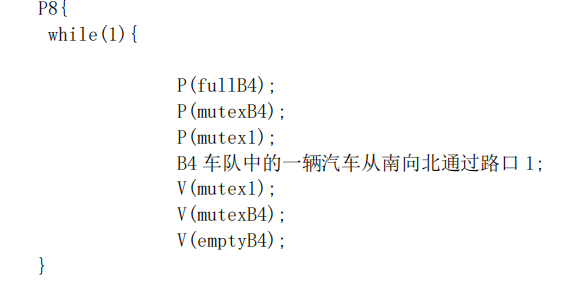 P8{
while(1){
P(fullB4);
P(mutexB4);
P(mutex1);
B4 车队中的一辆汽车从南向北通过路口 1;
V(mutex1);
V(mutexB4);
V(emptyB4);
}